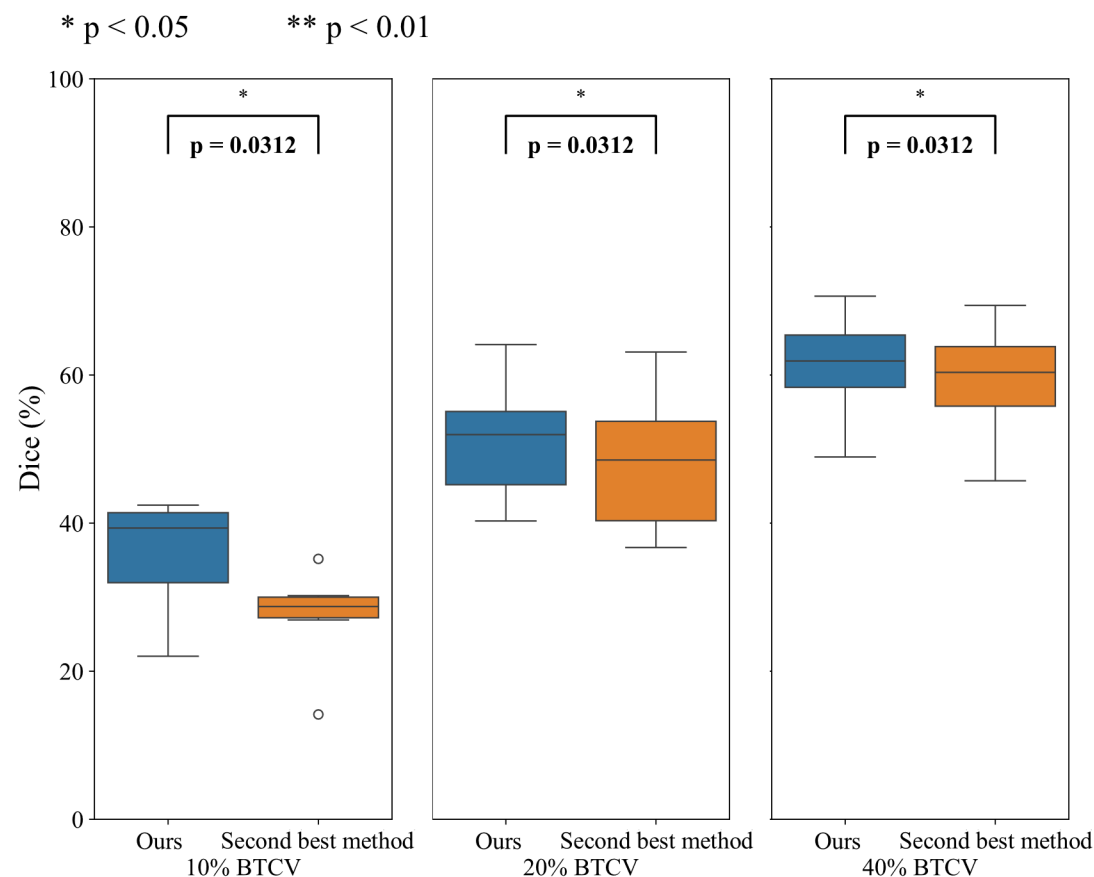 * p < 0.05 ** p < 0.01
* * *
p = 0.0312 p = 0.0312 p = 0.0312
Dice (%)
100
80
60
40
20
0
Ours Second best method Ours Second best method Ours Second best method
10% BTCV 20% BTCV 40% BTCV